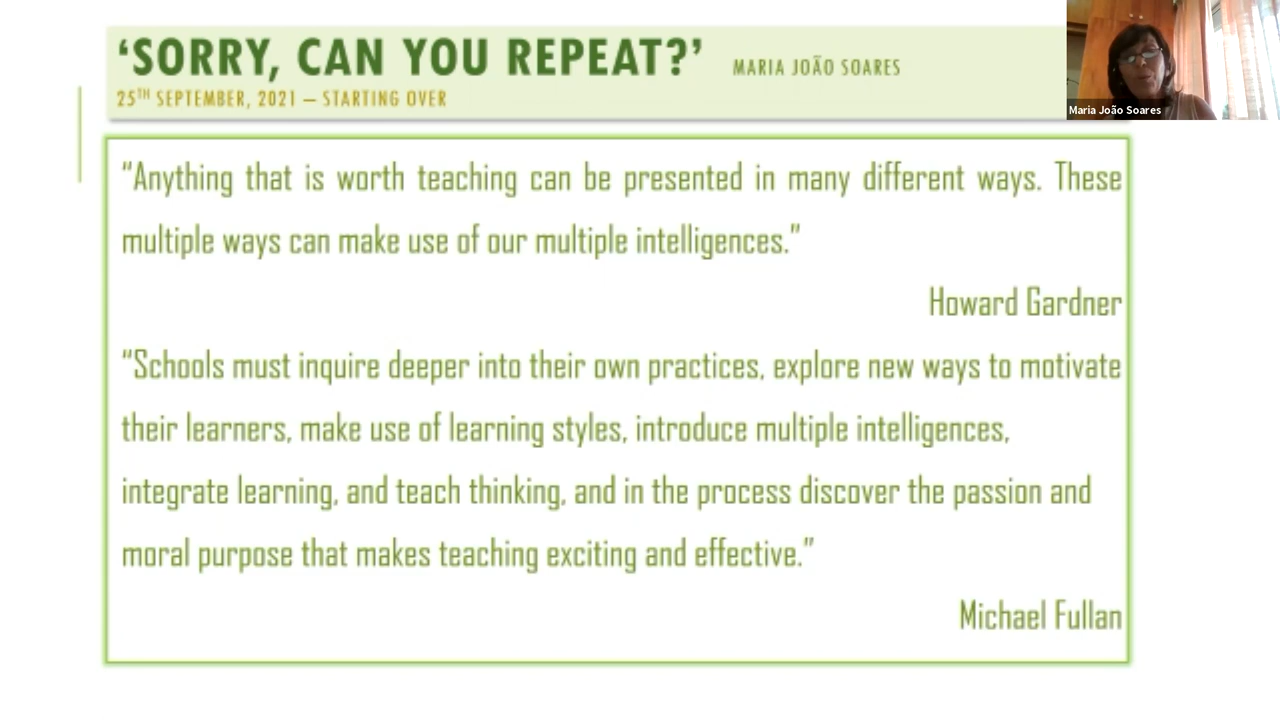 ‘SORRY, CAN YOU REPEAT?’ MARIA JOÃO SOARES
25TH SEPTEMBER, 2021 – STARTING OVER
Maria João Soares
“Anything that is worth teaching can be presented in many different ways. These
multiple ways can make use of our multiple intelligences.”
Howard Gardner
“Schools must inquire deeper into their own practices, explore new ways to motivate
their learners, make use of learning styles, introduce multiple intelligences,
integrate learning, and teach thinking, and in the process discover the passion and
moral purpose that makes teaching exciting and effective.”
Michael Fullan